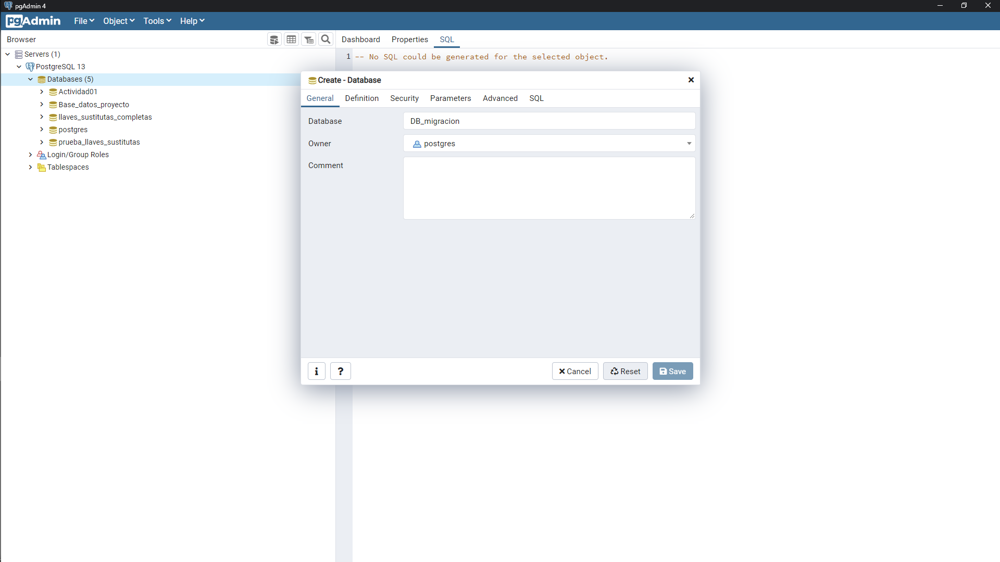 pgAdmin 4
pgAdmin File Object Tools Help
Browser
Dashboard Properties SQL
Servers (1)
PostgreSQL 13
Databases (5)
Actividad01
Base_datos_proyecto
llaves_sustitutas_completas
postgres
prueba_llaves_sustitutas
Login/Group Roles
Tablespaces
1 -- No SQL could be generated for the selected object.
Create - Database
General Definition Security Parameters Advanced SQL
Database DB_migracion
Owner postgres
Comment
i ? Cancel Reset Save